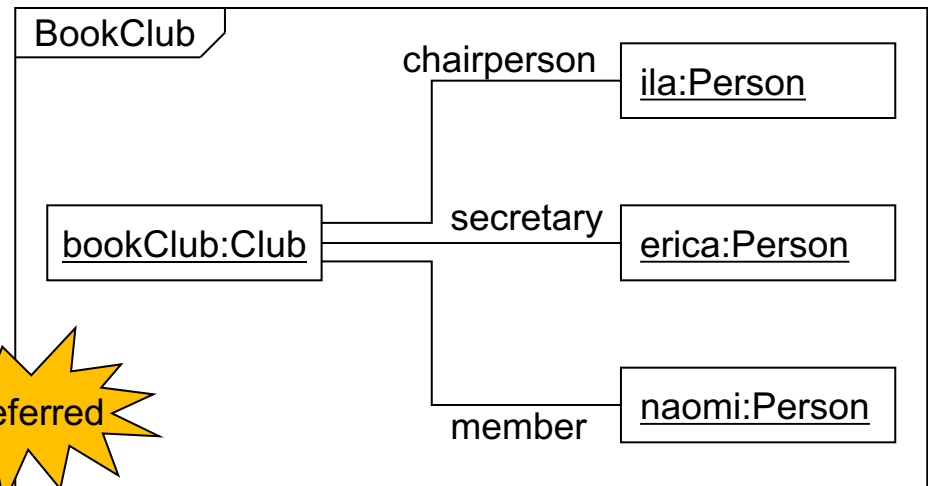 BookClub
chairperson
ila:Person
secretary
bookClub:Club
erica:Person
eferred
member
naomi:Person